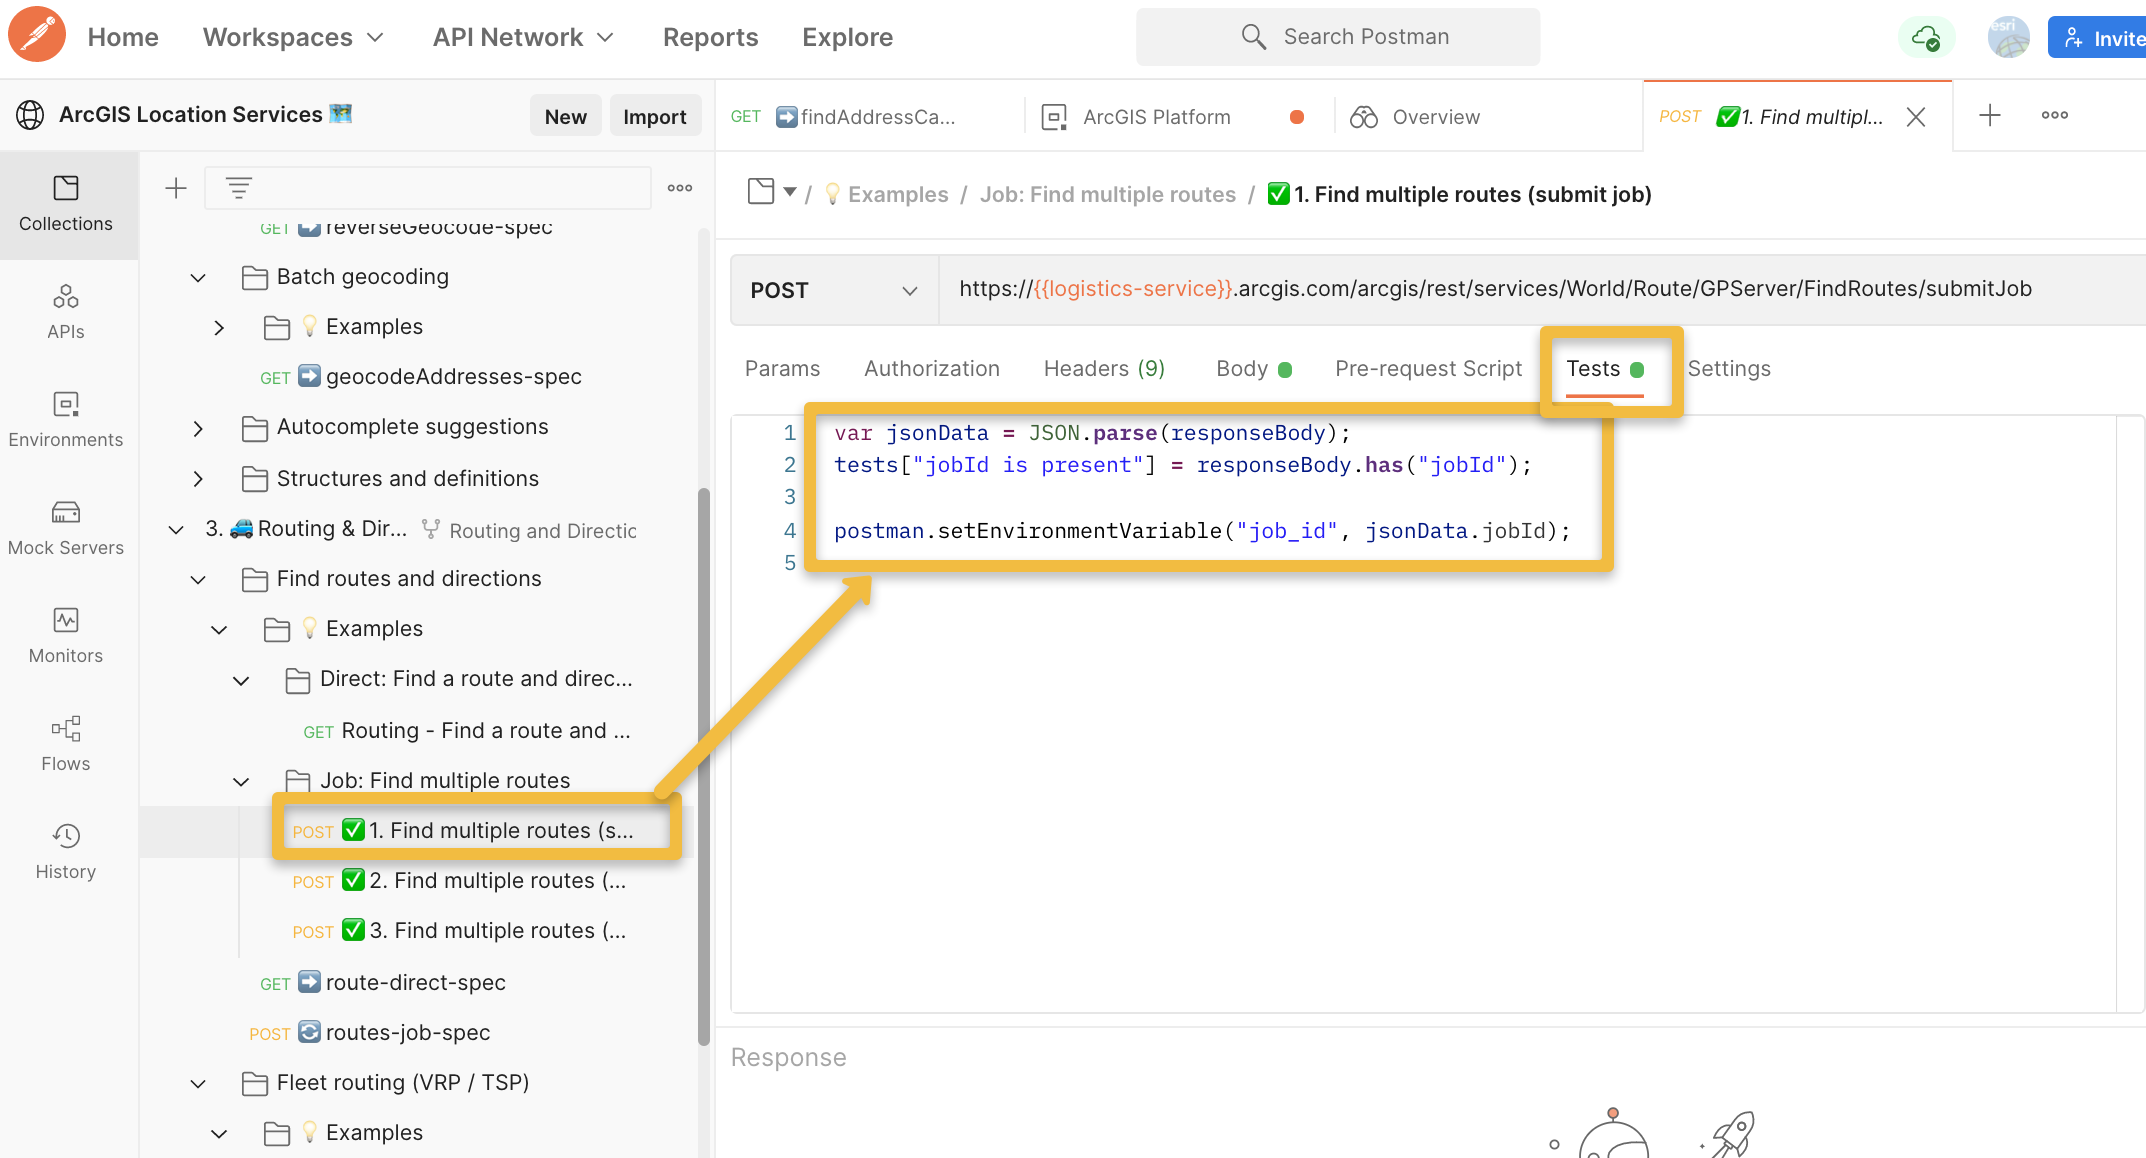 Home Workspaces API Network Reports Explore Search Postman esri Invite
ArcGIS Location Services New Import
GET findAddressCa... ArcGIS Platform Overview POST 1. Find multipl...
Collections
APIs
Environments
Mock Servers
Monitors
Flows
History
GET reverseGeocode-spec
Batch geocoding
Examples
GET geocodeAddresses-spec
Autocomplete suggestions
Structures and definitions
3. Routing & Dir... Routing and Directic
Find routes and directions
Examples
Direct: Find a route and direc...
GET Routing - Find a route and ...
Job: Find multiple routes
POST 1. Find multiple routes (s...
POST 2. Find multiple routes (...
POST 3. Find multiple routes (...
GET route-direct-spec
POST routes-job-spec
Fleet routing (VRP / TSP)
Examples
/ Examples / Job: Find multiple routes / 1. Find multiple routes (submit job)
POST https://{{logistics-service}}.arcgis.com/arcgis/rest/services/World/Route/GPServer/FindRoutes/submitJob
Params Authorization Headers (9) Body Pre-request Script Tests Settings
1 var jsonData = JSON.parse(responseBody);
2 tests["jobId is present"] = responseBody.has("jobId");
3
4 postman.setEnvironmentVariable("job_id", jsonData.jobId);
5
Response